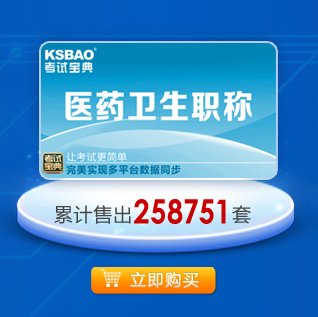 KSBAO
考试宝典
医药卫生职称
让考试更简单
考试宝典
完美实现多平台数据同步
累计售出258751套
立即购买